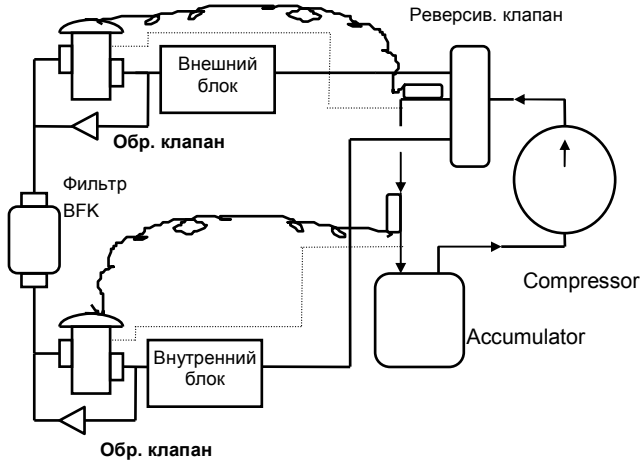 Реверсив. клапан
Внешний
блок
Обр. клапан
Фильтр
BFK
Compressor
Accumulator
Внутренний
блок
Обр. клапан